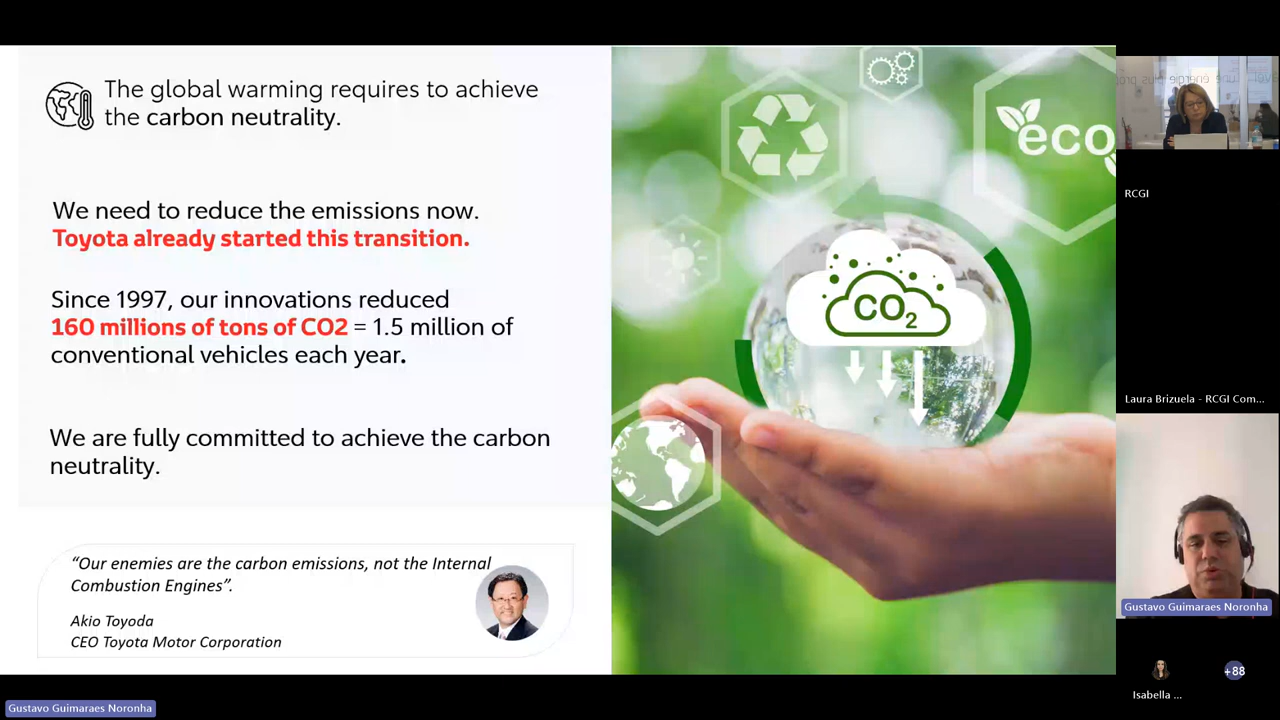 The global warming requires to achieve
the carbon neutrality.
We need to reduce the emissions now.
Toyota already started this transition.
Since 1997, our innovations reduced
160 millions of tons of CO2 = 1.5 million of
conventional vehicles each year.
We are fully committed to achieve the carbon
neutrality.
“Our enemies are the carbon emissions, not the Internal
Combustion Engines”.
Akio Toyoda
CEO Toyota Motor Corporation
eco
CO2
RCGI
Laura Brizuela - RCGI Com...
Gustavo Guimaraes Noronha
Isabella ...
+88
Gustavo Guimaraes Noronha